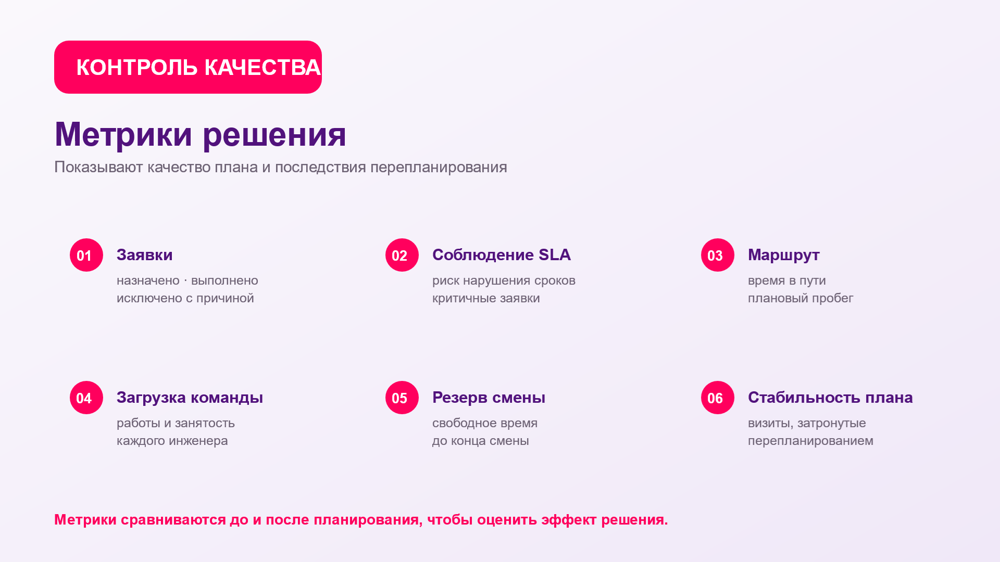 КОНТРОЛЬ КАЧЕСТВА
Метрики решения
Показывают качество плана и последствия перепланирования
01 Заявки
назначено · выполнено
исключено с причиной
02 Соблюдение SLA
риск нарушения сроков
критичные заявки
03 Маршрут
время в пути
плановый пробег
04 Загрузка команды
работы и занятость
каждого инженера
05 Резерв смены
свободное время
до конца смены
06 Стабильность плана
визиты, затронутые
перепланированием
Метрики сравниваются до и после планирования, чтобы оценить эффект решения.